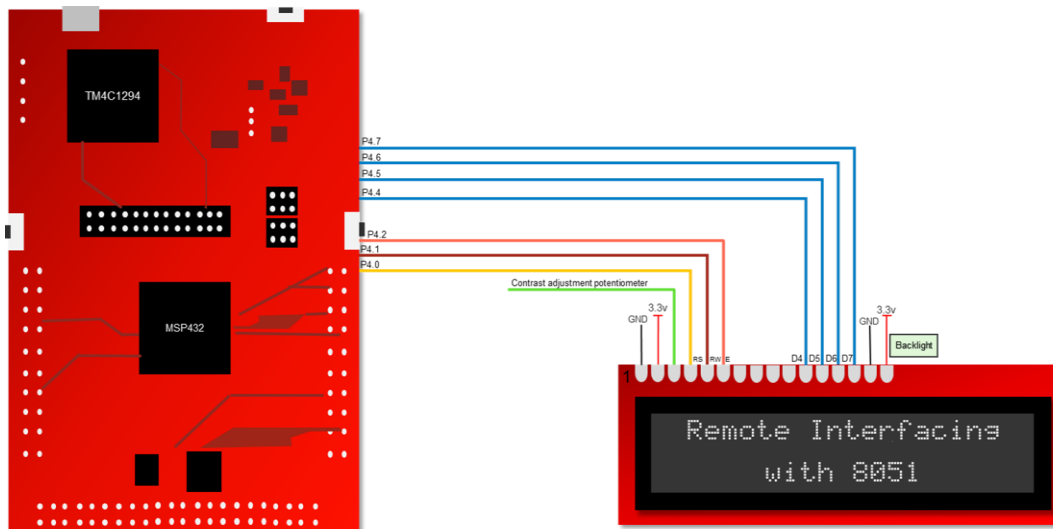 TM4C1294
P4.7
P4.6
P4.5
P4.4
P4.2
P4.1
P4.0
Contrast adjustment potentiometer
MSP432
3.3v
GND
3.3v
GND
Backlight
RS RW E D4 D5 D6 D7
1
Remote Interfacing
with 8051